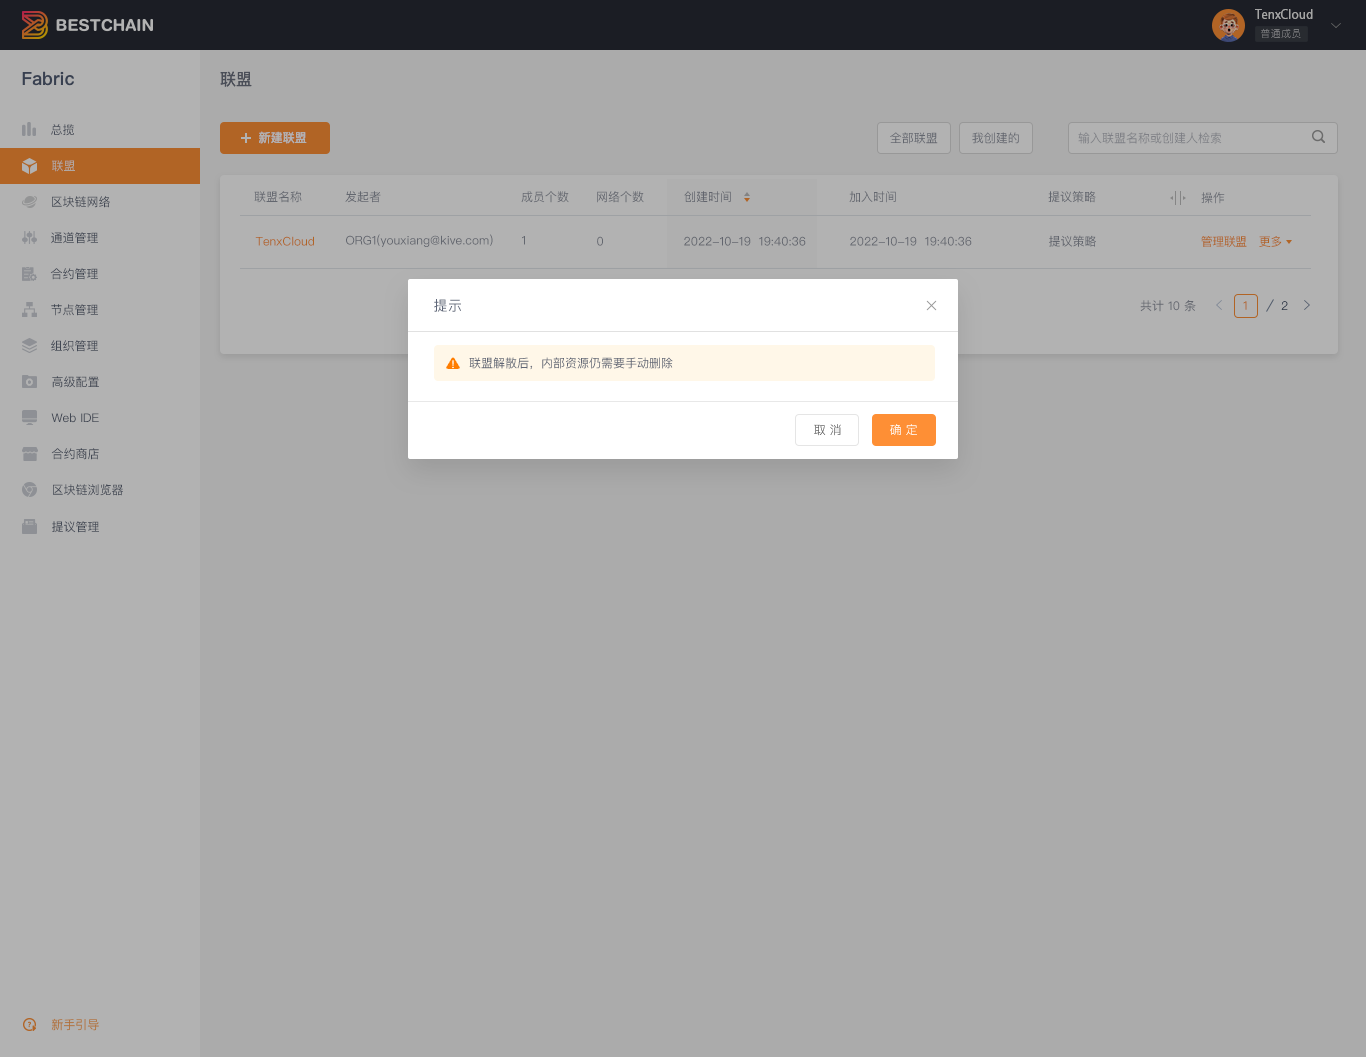 BESTCHAIN
TenxCloud
普通成员
Fabric
总揽
联盟
区块链网络
通道管理
合约管理
节点管理
组织管理
高级配置
Web IDE
合约商店
区块链浏览器
提议管理
新手引导
联盟
新建联盟
全部联盟 我创建的 输入联盟名称或创建人检索
联盟名称 发起者 成员个数 网络个数 创建时间 加入时间 提议策略 操作
TenxCloud ORG1(youxiang@kive.com) 1 0 2022-10-19 19:40:36 2022-10-19 19:40:36 提议策略 管理联盟 更多
共计 10 条 1 / 2
提示
联盟解散后，内部资源仍需要手动删除
取 消 确 定